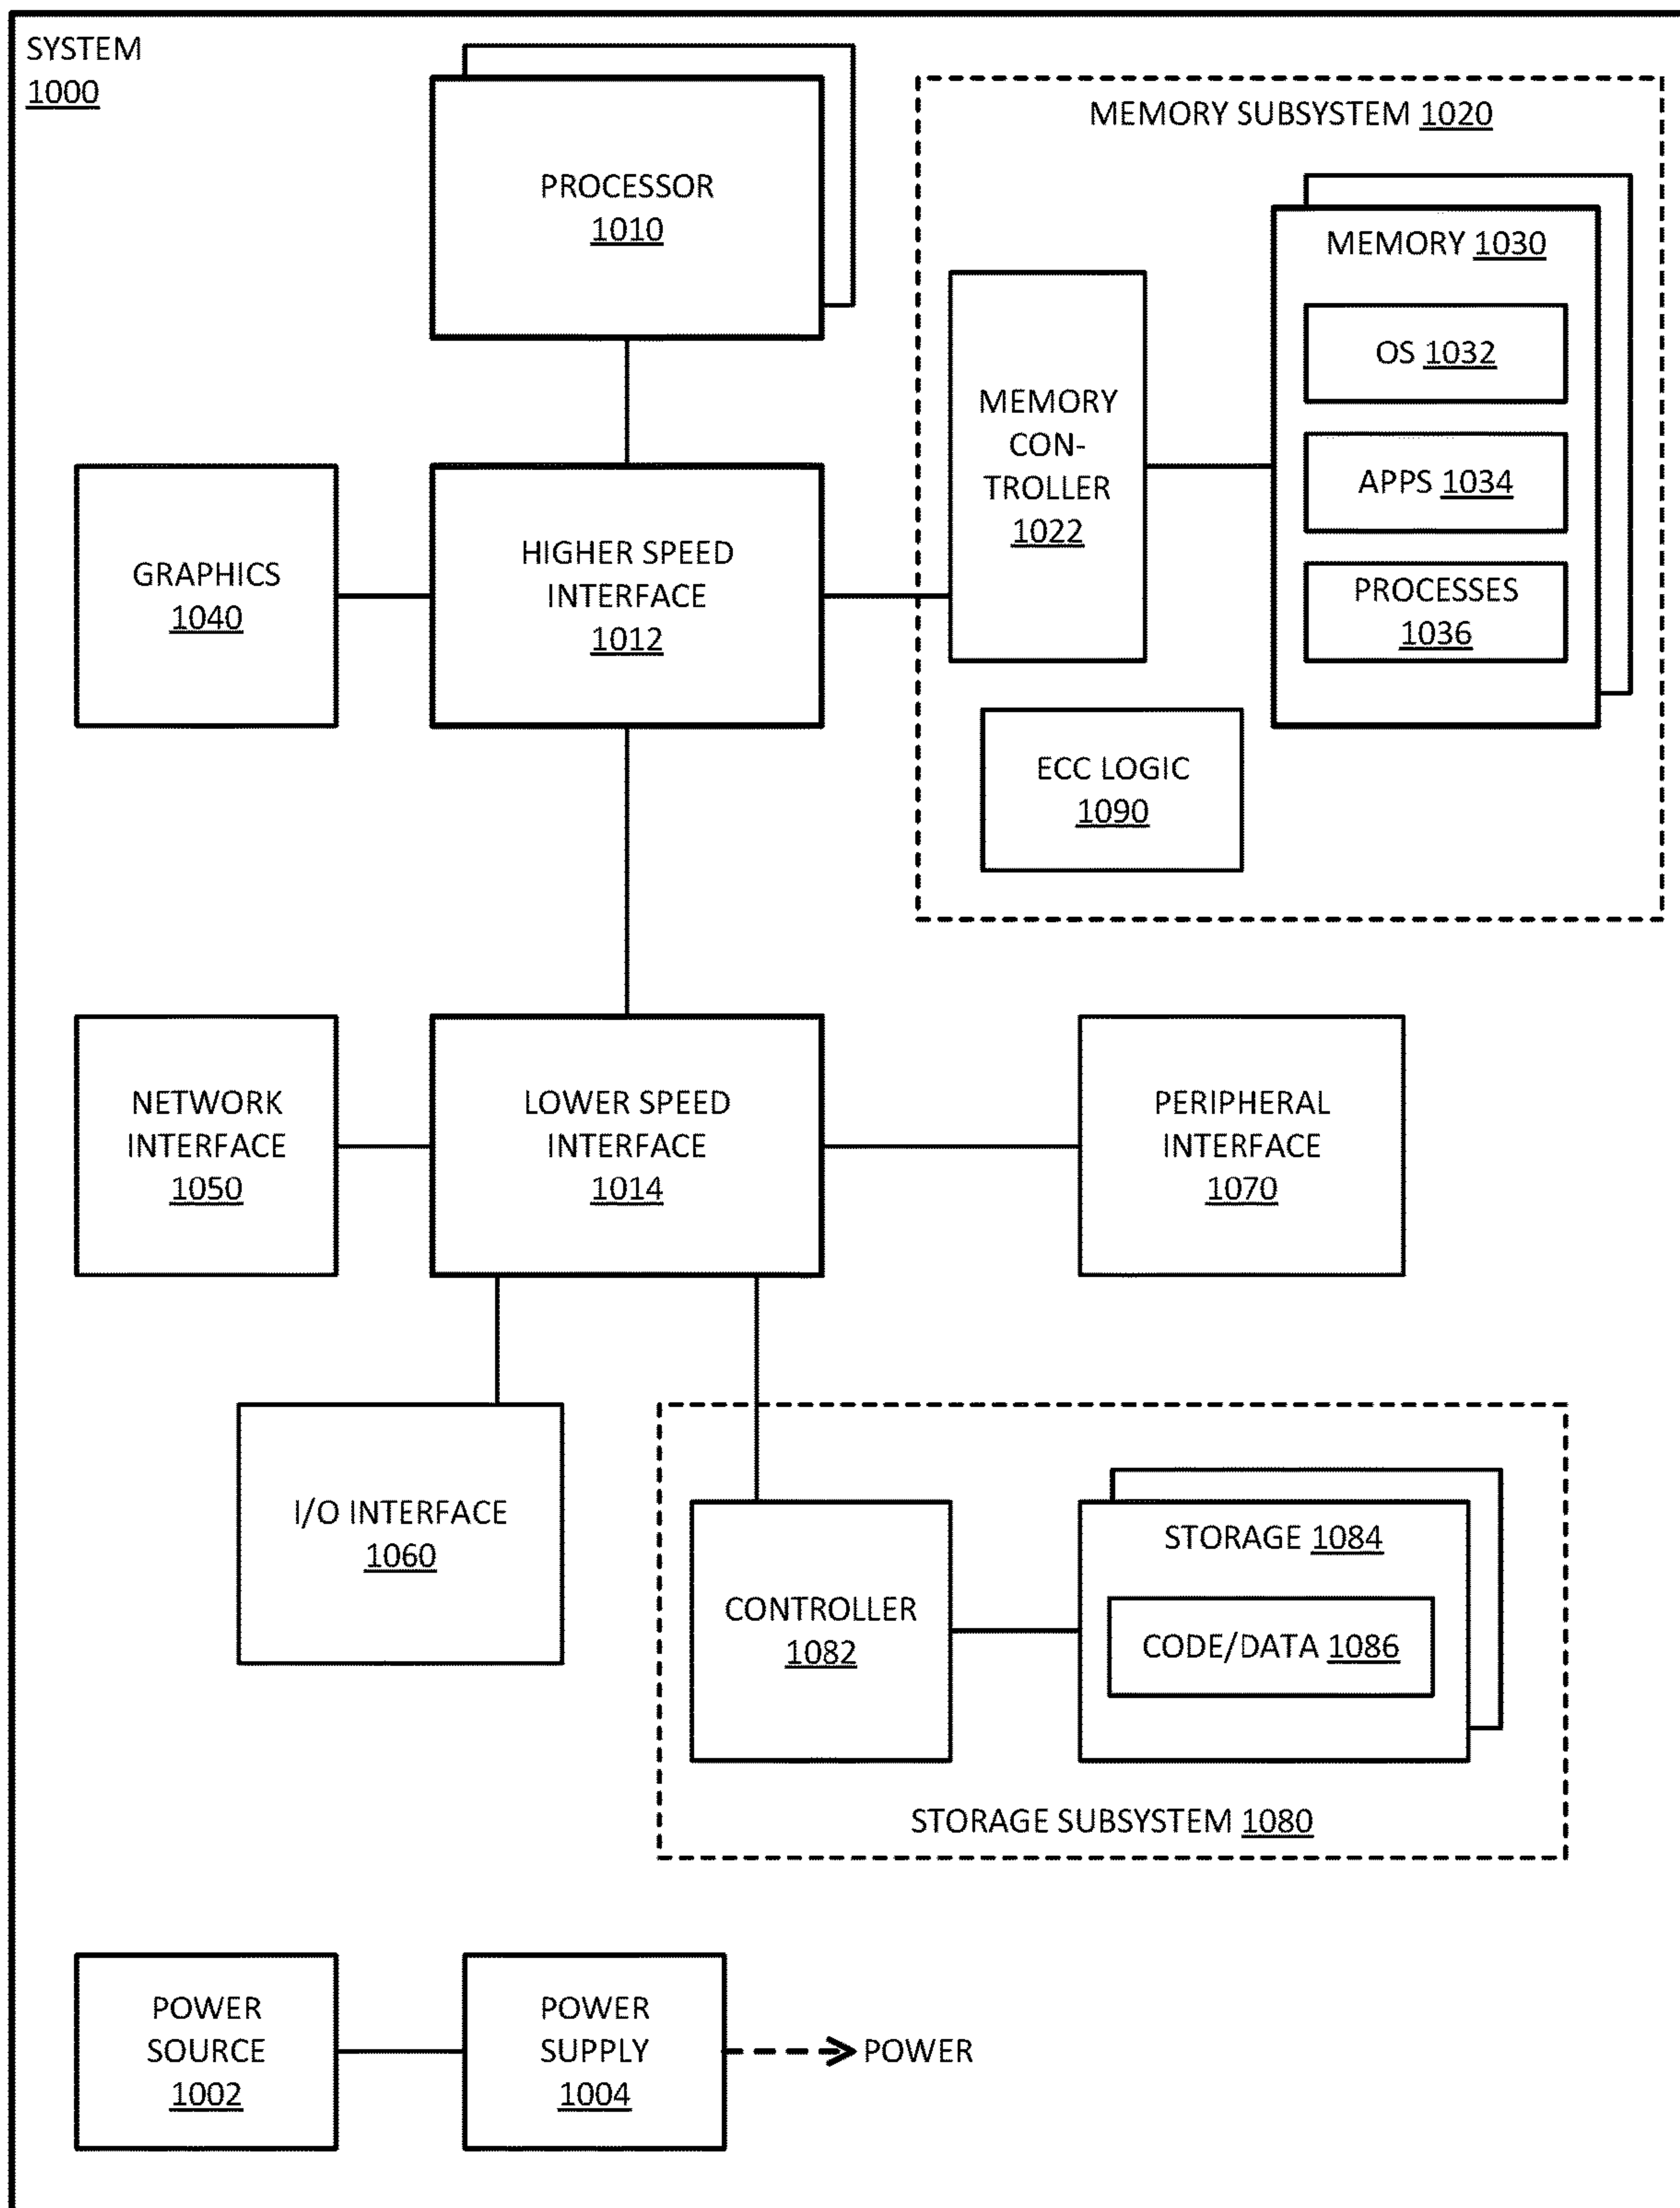 SYSTEM
1000
PROCESSOR
1010
MEMORY SUBSYSTEM 1020
MEMORY 1030
OS 1032
APPS 1034
PROCESSES
1036
MEMORY
CON-
TROLLER
1022
ECC LOGIC
1090
GRAPHICS
1040
HIGHER SPEED
INTERFACE
1012
NETWORK
INTERFACE
1050
LOWER SPEED
INTERFACE
1014
PERIPHERAL
INTERFACE
1070
I/O INTERFACE
1060
CONTROLLER
1082
STORAGE 1084
CODE/DATA 1086
STORAGE SUBSYSTEM 1080
POWER
SOURCE
1002
POWER
SUPPLY
1004
POWER